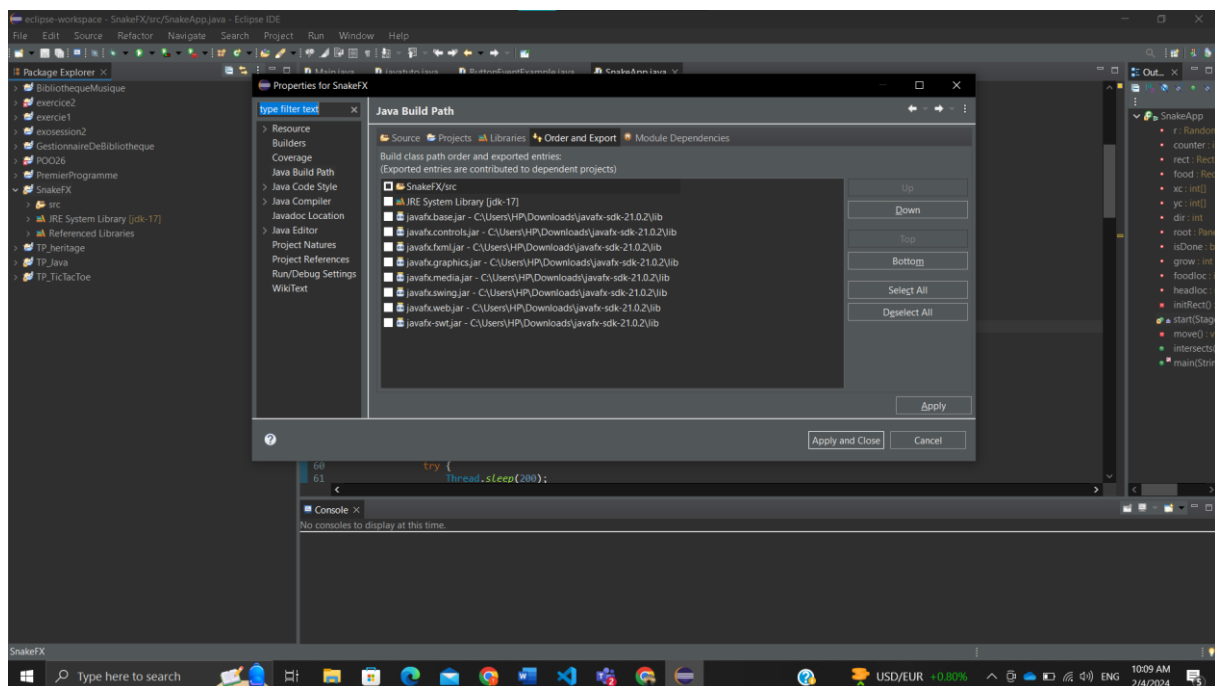 eclipse-workspace - SnakeFX/src/SnakeApp.java - Eclipse IDE
File Edit Source Refactor Navigate Search Project Run Window Help
Package Explorer
BibliothequeMusique
exercice2
exercie1
exosession2
GestionnaireDeBibliotheque
POO26
PremierProgramme
SnakeFX
src
JRE System Library [jdk-17]
Referenced Libraries
TP_heritage
TP_Java
TP_TicTacToe
Main.java javatuto.java ButtonEventExample.java SnakeApp.java
Properties for SnakeFX
type filter text
Resource
Builders
Coverage
Java Build Path
Java Code Style
Java Compiler
Javadoc Location
Java Editor
Project Natures
Project References
Run/Debug Settings
WikiText
Java Build Path
Source Projects Libraries Order and Export Module Dependencies
Build class path order and exported entries:
(Exported entries are contributed to dependent projects)
SnakeFX/src
JRE System Library [jdk-17]
javafx.base.jar - C:\Users\HP\Downloads\javafx-sdk-21.0.2\lib
javafx.controls.jar - C:\Users\HP\Downloads\javafx-sdk-21.0.2\lib
javafx.fxml.jar - C:\Users\HP\Downloads\javafx-sdk-21.0.2\lib
javafx.graphics.jar - C:\Users\HP\Downloads\javafx-sdk-21.0.2\lib
javafx.media.jar - C:\Users\HP\Downloads\javafx-sdk-21.0.2\lib
javafx.swing.jar - C:\Users\HP\Downloads\javafx-sdk-21.0.2\lib
javafx.web.jar - C:\Users\HP\Downloads\javafx-sdk-21.0.2\lib
javafx-swt.jar - C:\Users\HP\Downloads\javafx-sdk-21.0.2\lib
Up
Down
Top
Bottom
Select All
Deselect All
Apply
Apply and Close Cancel
60 try {
61 Thread.sleep(200);
Console
No consoles to display at this time.
Out...
SnakeApp
r : Random
counter : i
rect : Rect
food : Rec
xc : int[]
yc : int[]
dir : int
root : Pane
isDone : b
grow : int
foodloc : i
headloc :
initRect() :
start(Stag
move() : v
intersects(
main(Strin
SnakeFX
Type here to search
USD/EUR +0.80%
ENG
10:09 AM
2/4/2024